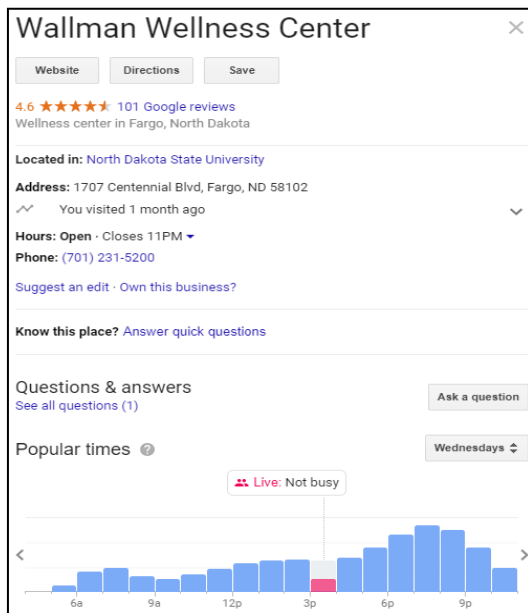 Wallman Wellness Center
Website Directions Save
4.6 101 Google reviews
Wellness center in Fargo, North Dakota
Located in: North Dakota State University
Address: 1707 Centennial Blvd, Fargo, ND 58102
You visited 1 month ago
Hours: Open · Closes 11PM
Phone: (701) 231-5200
Suggest an edit · Own this business?
Know this place? Answer quick questions
Questions & answers
See all questions (1)
Ask a question
Popular times ?
Wednesdays
Live: Not busy
6a 9a 12p 3p 6p 9p